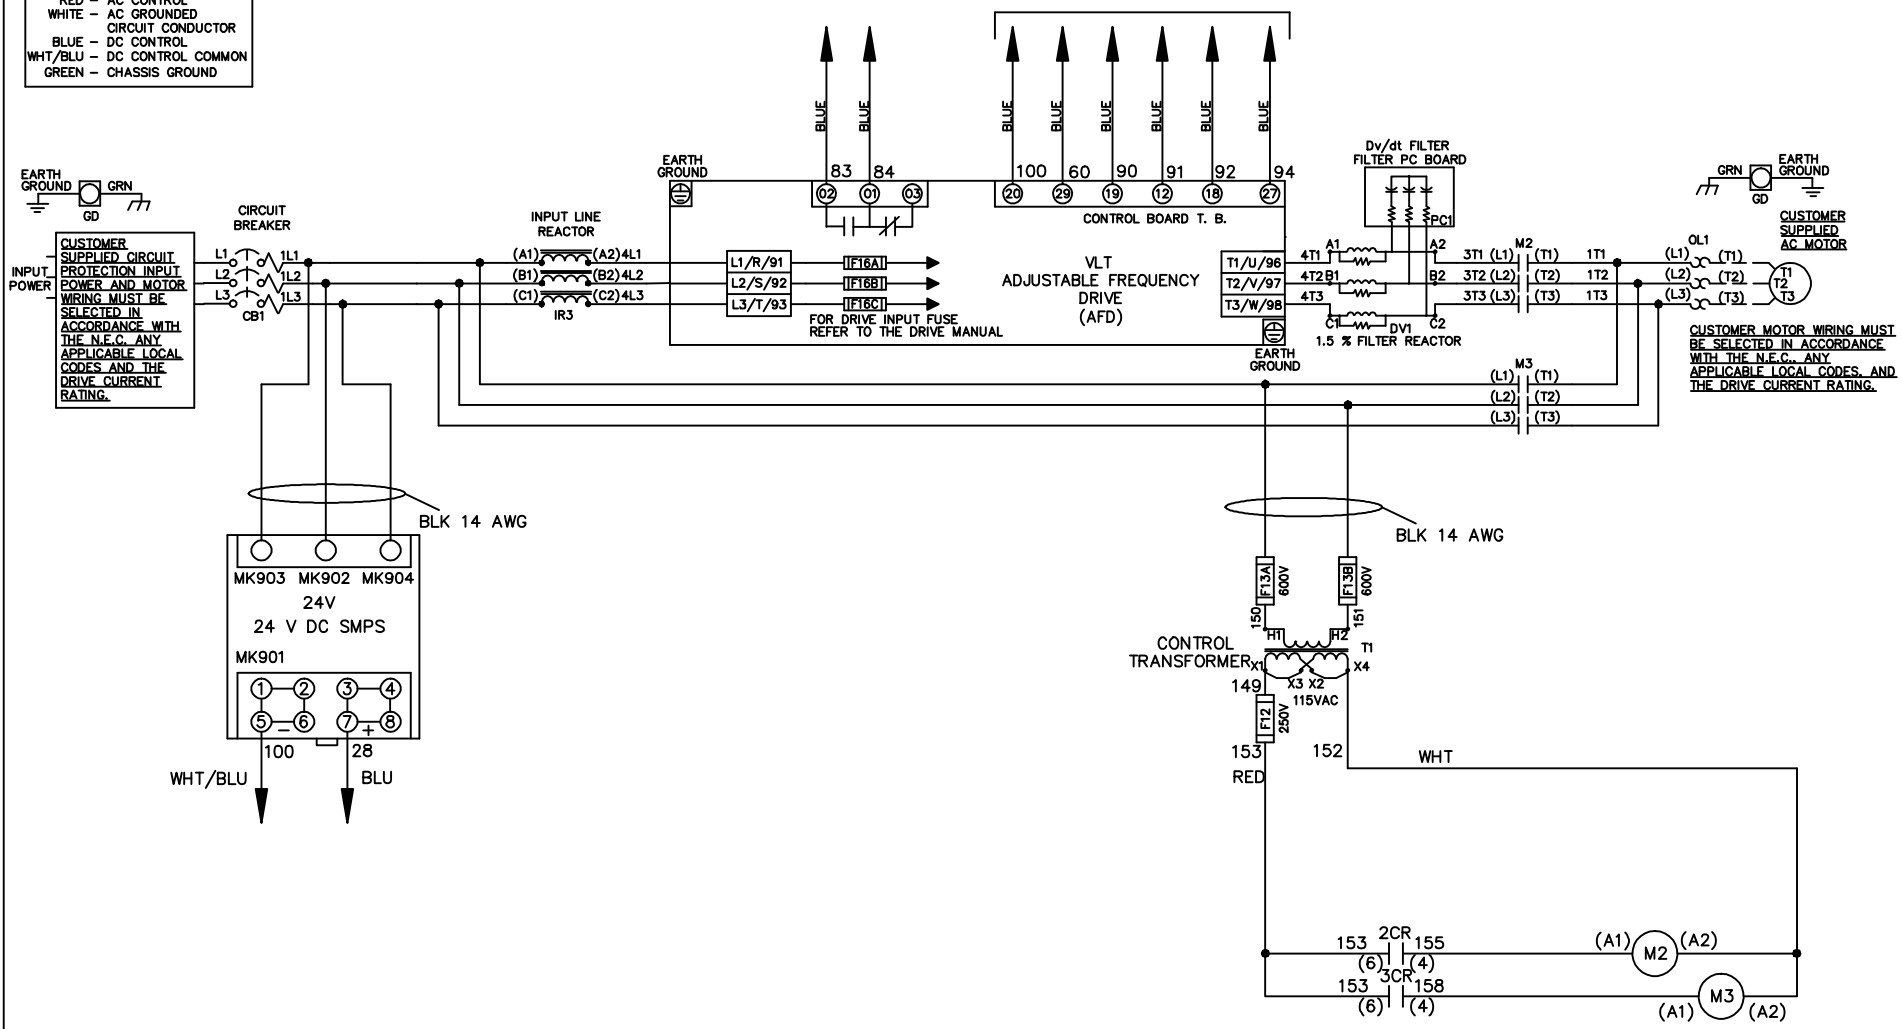 RED – AC CONTROL
WHITE – AC GROUNDED
CIRCUIT CONDUCTOR
BLUE – DC CONTROL
WHT/BLU – DC CONTROL COMMON
GREEN – CHASSIS GROUND
BLUE
BLUE
BLUE
BLUE
BLUE
BLUE
BLUE
BLUE
EARTH
GROUND
GRN
GD
EARTH
GROUND
83 84
02 01 03
100 60 90 91 92 94
20 29 19 12 18 27
CONTROL BOARD T. B.
Dv/dt FILTER
FILTER PC BOARD
PC1
GRN
EARTH
GROUND
GD
CUSTOMER
SUPPLIED
AC MOTOR
INPUT
POWER
CUSTOMER
SUPPLIED CIRCUIT
PROTECTION INPUT
POWER AND MOTOR
WIRING MUST BE
SELECTED IN
ACCORDANCE WITH
THE N.E.C. ANY
APPLICABLE LOCAL
CODES AND THE
DRIVE CURRENT
RATING.
CIRCUIT
BREAKER
L1 1L1
L2 1L2
L3 1L3
CB1
INPUT LINE
REACTOR
(A1) (A2) 4L1
(B1) (B2) 4L2
(C1) (C2) 4L3
IR3
L1/R/91
L2/S/92
L3/T/93
F16A
F16B
F16C
FOR DRIVE INPUT FUSE
REFER TO THE DRIVE MANUAL
VLT
ADJUSTABLE FREQUENCY
DRIVE
(AFD)
T1/U/96
T2/V/97
T3/W/98
EARTH
GROUND
4T1 A1 A2
4T2 B1 B2
4T3 C1 C2
DV1
1.5 % FILTER REACTOR
M2
3T1 (L1) (T1) 1T1
3T2 (L2) (T2) 1T2
3T3 (L3) (T3) 1T3
OL1
(L1) (T1)
(L2) (T2)
(L3) (T3)
T1
T2
T3
CUSTOMER MOTOR WIRING MUST
BE SELECTED IN ACCORDANCE
WITH THE N.E.C., ANY
APPLICABLE LOCAL CODES, AND
THE DRIVE CURRENT RATING.
M3
(L1) (T1)
(L2) (T2)
(L3) (T3)
BLK 14 AWG
MK903 MK902 MK904
24V
24 V DC SMPS
MK901
1 2 3 4
5 6 7 8
– +
100 28
WHT/BLU BLU
BLK 14 AWG
F13A 600V
F13B 600V
150 151
H1 H2
T1
CONTROL
TRANSFORMER
X1 X4
X3 X2
149
115VAC
F12 250V
153 152
RED
WHT
2CR
153 155
(6) (4)
(A1) M2 (A2)
3CR
153 158
(6) (4)
(A1) M3 (A2)